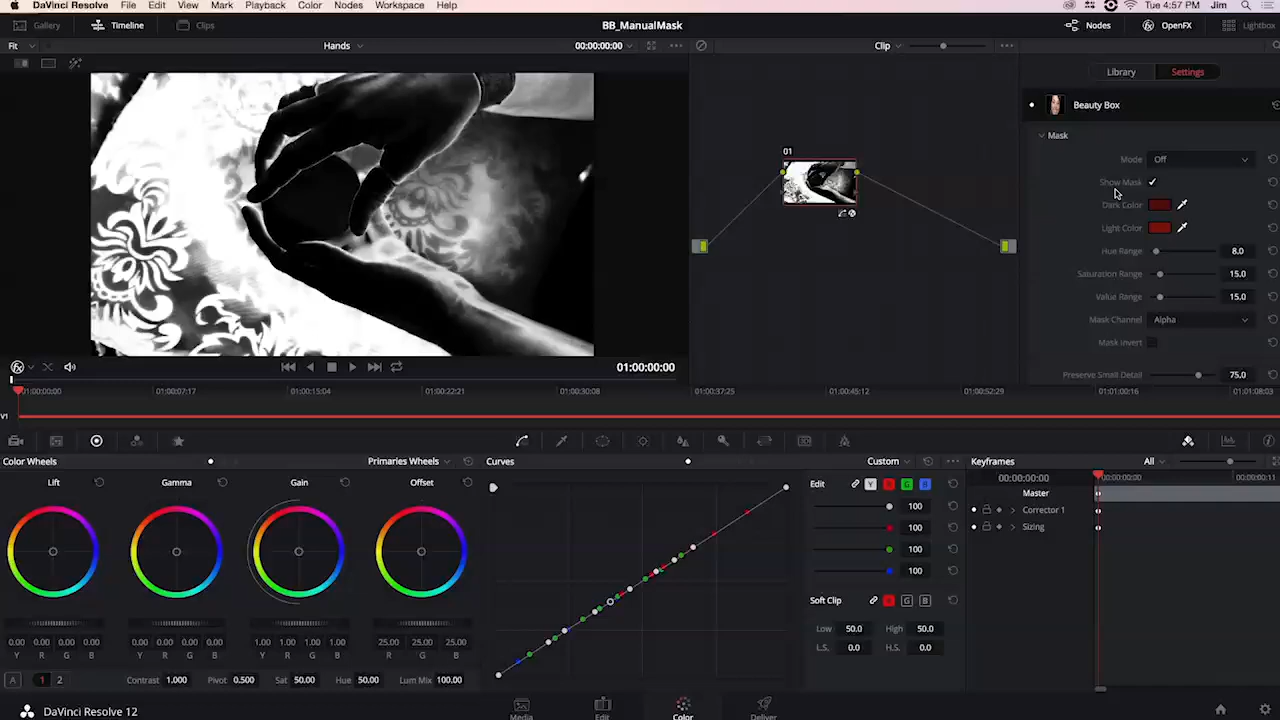 DaVinci Resolve File Edit View Mark Playback Color Nodes Workspace Help Tue 4:57 PM Jim
Gallery Timeline Clips BB_ManualMask Nodes OpenFX Lightbox
Fit Hands 00:00:00:00 Clip
Library Settings
Beauty Box
Mask
Mode Off
Show Mask
Dark Color
Light Color
Hue Range 8.0
Saturation Range 15.0
Value Range 15.0
Mask Channel Alpha
Mask Invert
Preserve Small Detail 75.0
01
01:00:00:00
01:00:00:00 01:00:07:17 01:00:15:04 01:00:22:21 01:00:30:08 01:00:37:25 01:00:45:12 01:00:52:29 01:01:00:16 01:01:08:03
V1
Color Wheels Primaries Wheels Curves Custom Keyframes All
Lift Gamma Gain Offset
0.00 0.00 0.00 0.00 0.00 0.00 0.00 0.00 1.00 1.00 1.00 1.00 25.00 25.00 25.00
Y R G B Y R G B Y R G B R G B
A 1 2 Contrast 1.000 Pivot 0.500 Sat 50.00 Hue 50.00 Lum Mix 100.00
Edit Y R G B
100
100
100
100
Soft Clip R G B
Low 50.0 High 50.0
L.S. 0.0 H.S. 0.0
00:00:00:00 00:00:00:00 00:00:00:11
Master
Corrector 1
Sizing
DaVinci Resolve 12 Media Edit Color Deliver